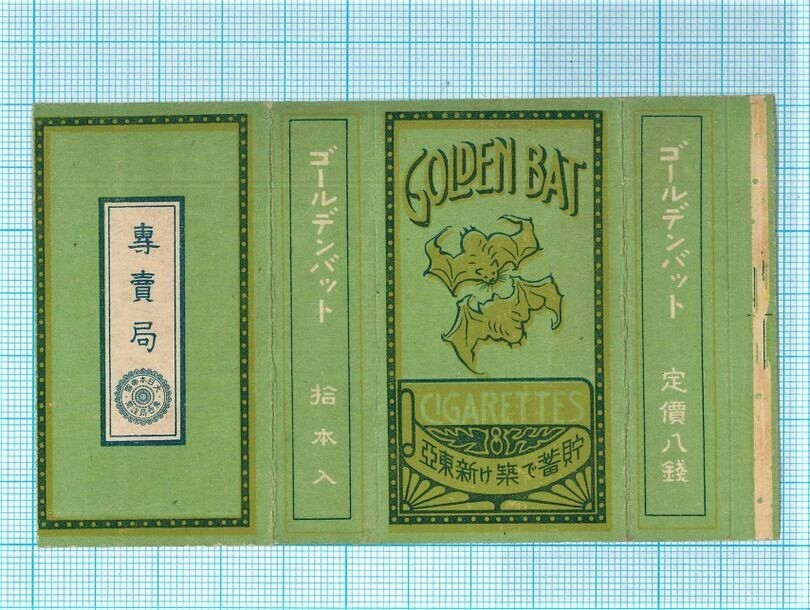 專賣局
ゴールデンバット 拾本入
GOLDEN BAT
CIGARETTES
貯蓄で築け新東亞
ゴールデンバット 定價八錢